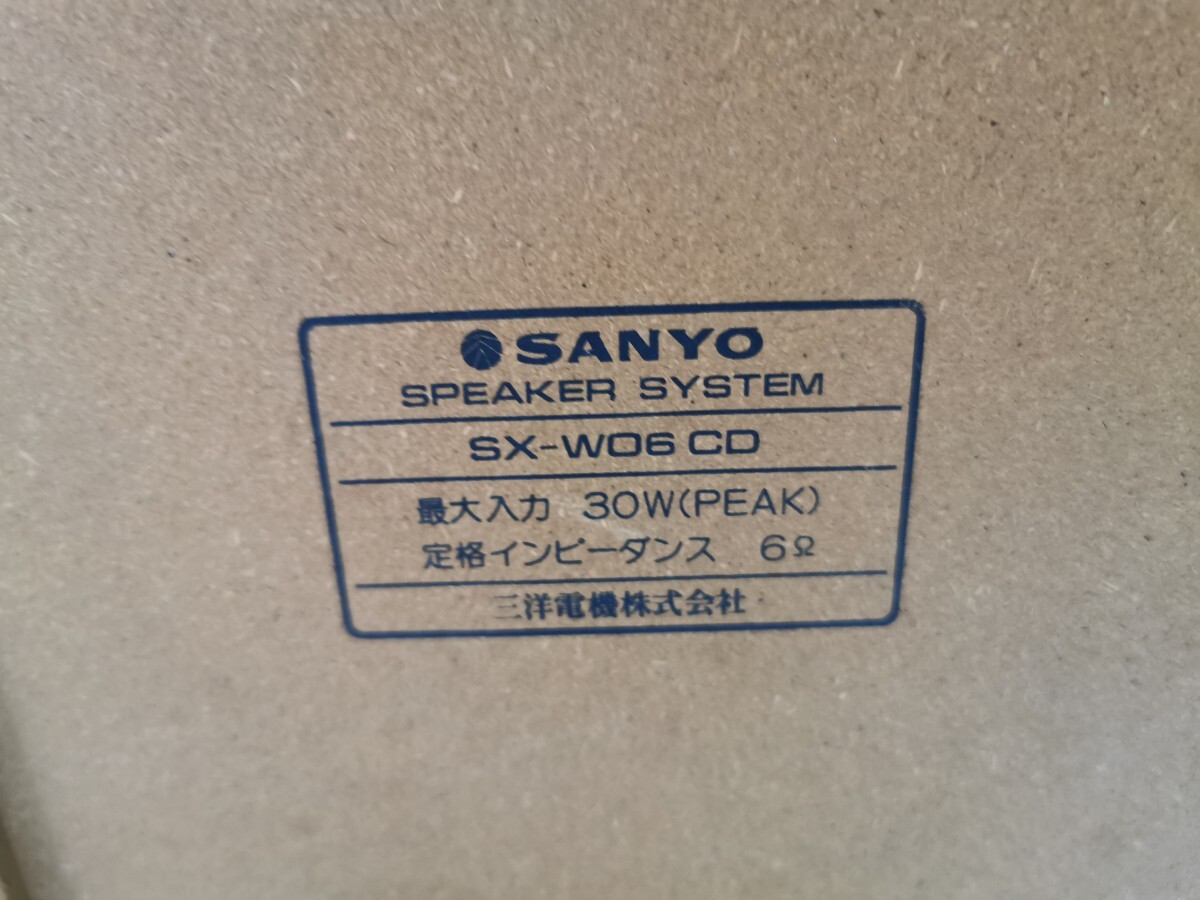 SANYO
SPEAKER SYSTEM
SX-W06 CD
最大入力 30W(PEAK)
定格インピーダンス 6Ω
三洋電機株式会社